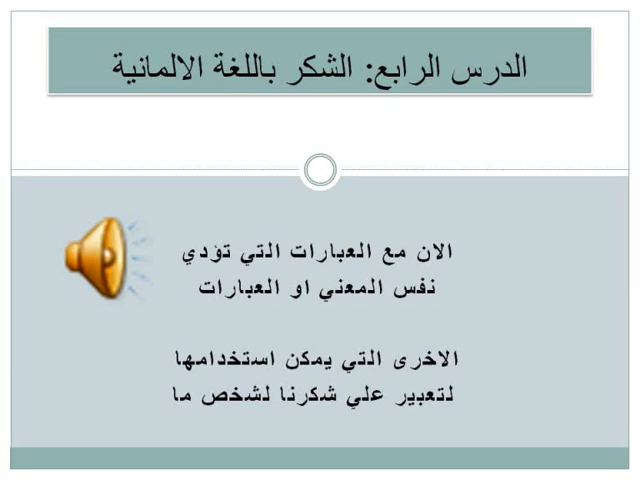 الدرس الرابع: الشكر باللغة الالمانية
الان مع العبارات التي تؤدي
نفس المعني او العبارات
الاخرى التي يمكن استخدامها
لتعبير علي شكرنا لشخص ما